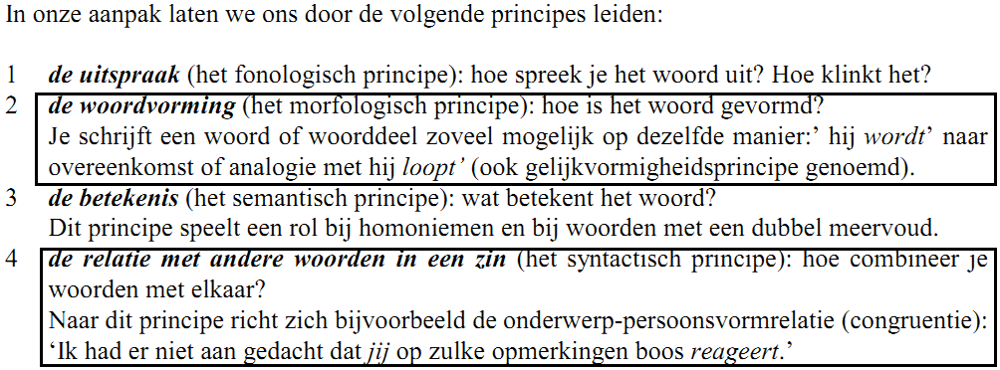 In onze aanpak laten we ons door de volgende principes leiden:
1 de uitspraak (het fonologisch principe): hoe spreek je het woord uit? Hoe klinkt het?
2 de woordvorming (het morfologisch principe): hoe is het woord gevormd?
Je schrijft een woord of woorddeel zoveel mogelijk op dezelfde manier:’ hij wordt’ naar
overeenkomst of analogie met hij loopt’ (ook gelijkvormigheidsprincipe genoemd).
3 de betekenis (het semantisch principe): wat betekent het woord?
Dit principe speelt een rol bij homoniemen en bij woorden met een dubbel meervoud.
4 de relatie met andere woorden in een zin (het syntactisch principe): hoe combineer je
woorden met elkaar?
Naar dit principe richt zich bijvoorbeeld de onderwerp-persoonsvormrelatie (congruentie):
‘Ik had er niet aan gedacht dat jij op zulke opmerkingen boos reageert.’